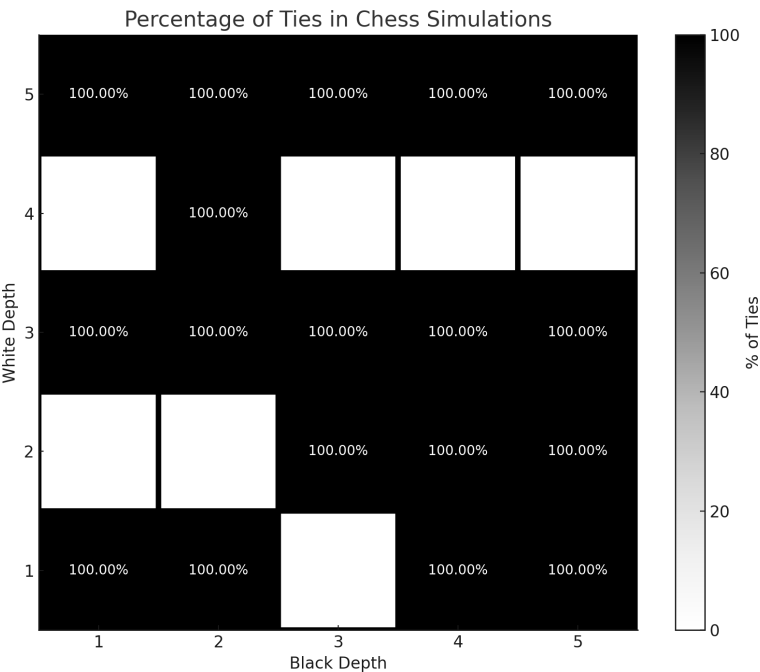 Percentage of Ties in Chess Simulations
5 100.00% 100.00% 100.00% 100.00% 100.00%
4 100.00%
3 100.00% 100.00% 100.00% 100.00% 100.00%
2 100.00% 100.00% 100.00%
1 100.00% 100.00% 100.00% 100.00%
1 2 3 4 5
Black Depth
White Depth
100
80
60
40
20
0
% of Ties